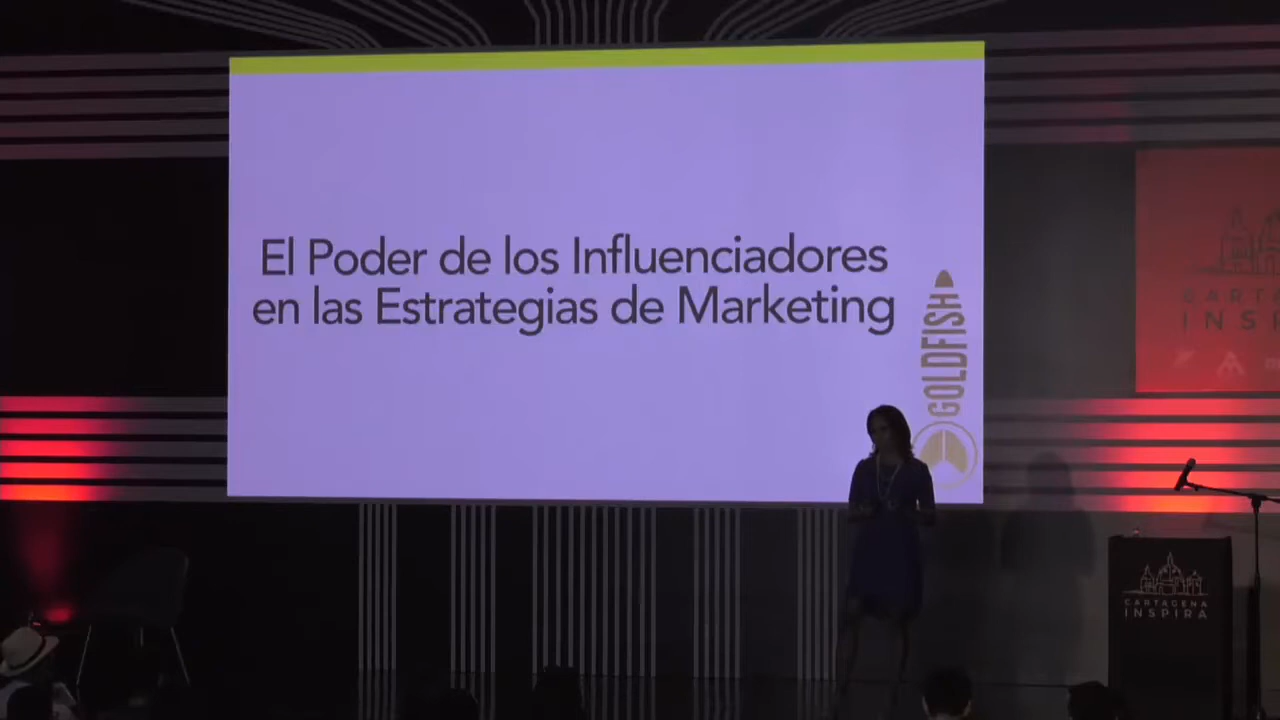 El Poder de los Influenciadores
en las Estrategias de Marketing
GOLDFISH
CARTAGENA
INSPIRA